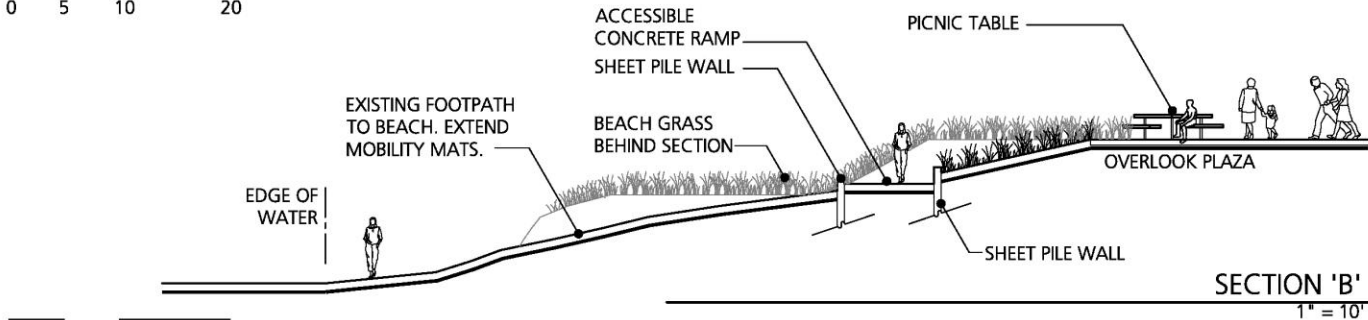 0 5 10 20
ACCESSIBLE
CONCRETE RAMP
SHEET PILE WALL
PICNIC TABLE
EXISTING FOOTPATH
TO BEACH. EXTEND
MOBILITY MATS.
BEACH GRASS
BEHIND SECTION
OVERLOOK PLAZA
EDGE OF
WATER
SHEET PILE WALL
SECTION 'B'
1" = 10'